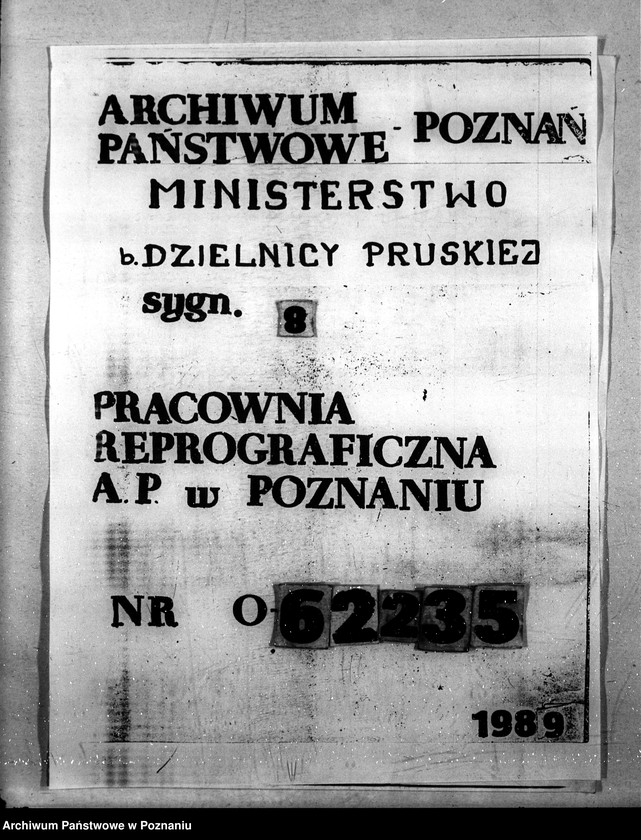 ARCHIWUM
PAŃSTWOWE - POZNAŃ
MINISTERSTWO
b. DZIELNICY PRUSKIEJ
sygn. 8
PRACOWNIA
REPROGRAFICZNA
A.P. w POZNANIU
NR O-62235
1989
Archiwum Państwowe w Poznaniu